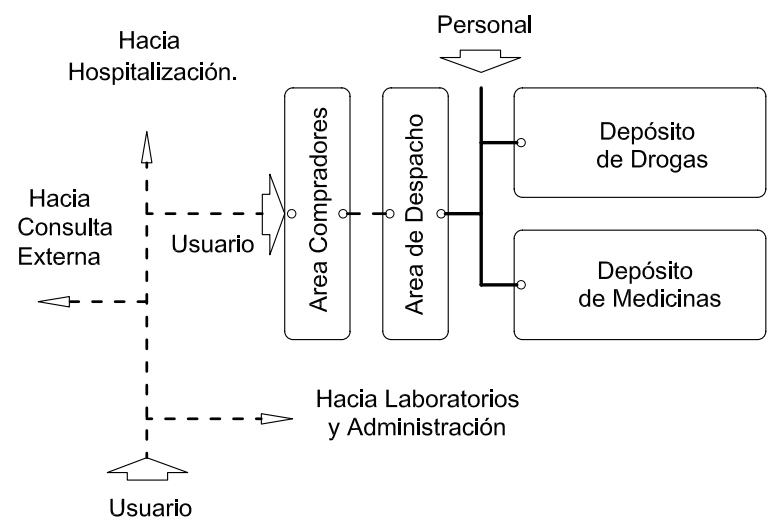 Personal
Hacia
Hospitalización.
Area Compradores
Area de Despacho
Depósito
de Drogas
Hacia
Consulta
Externa
Usuario
Depósito
de Medicinas
Hacia Laboratorios
y Administración
Usuario